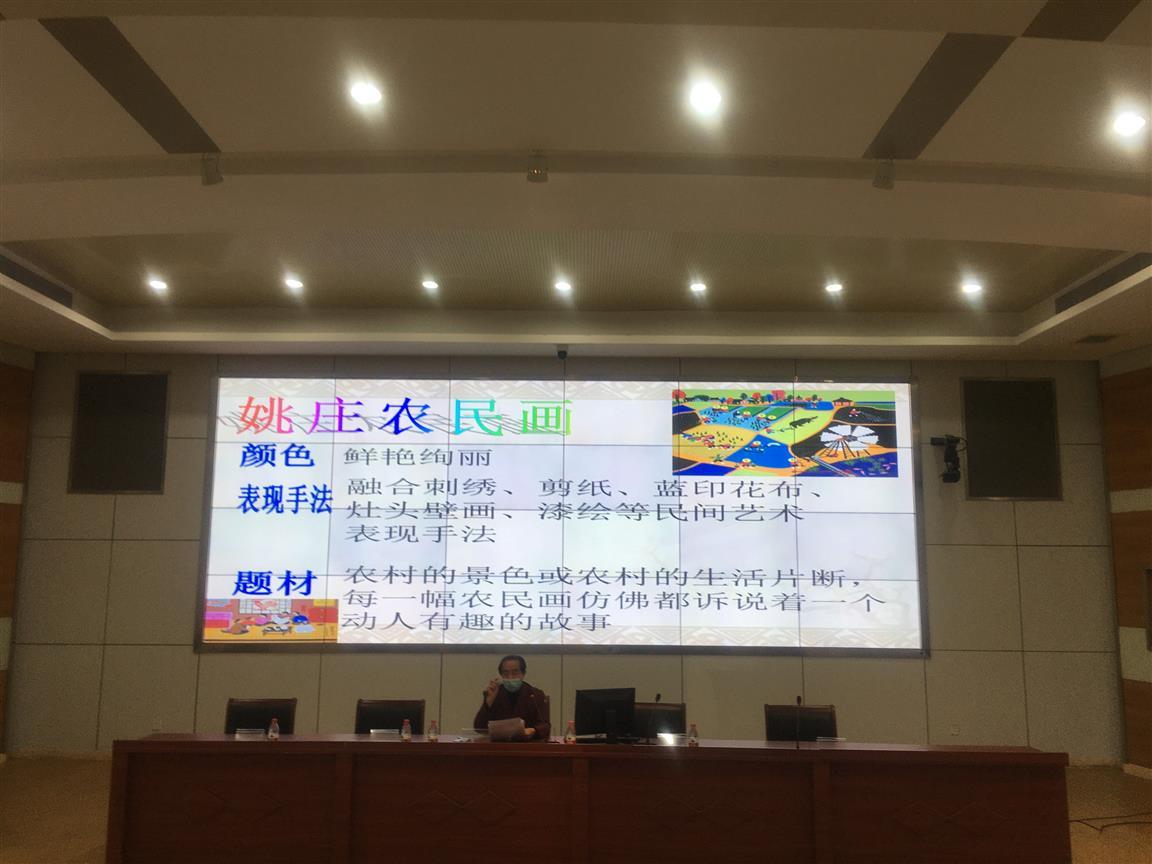 姚庄农民画
颜色 鲜艳绚丽
表现手法 融合刺绣、剪纸、蓝印花布、
灶头壁画、漆绘等民间艺术
表现手法
题材 农村的景色或农村的生活片断，
每一幅农民画仿佛都诉说着一个
动人有趣的故事